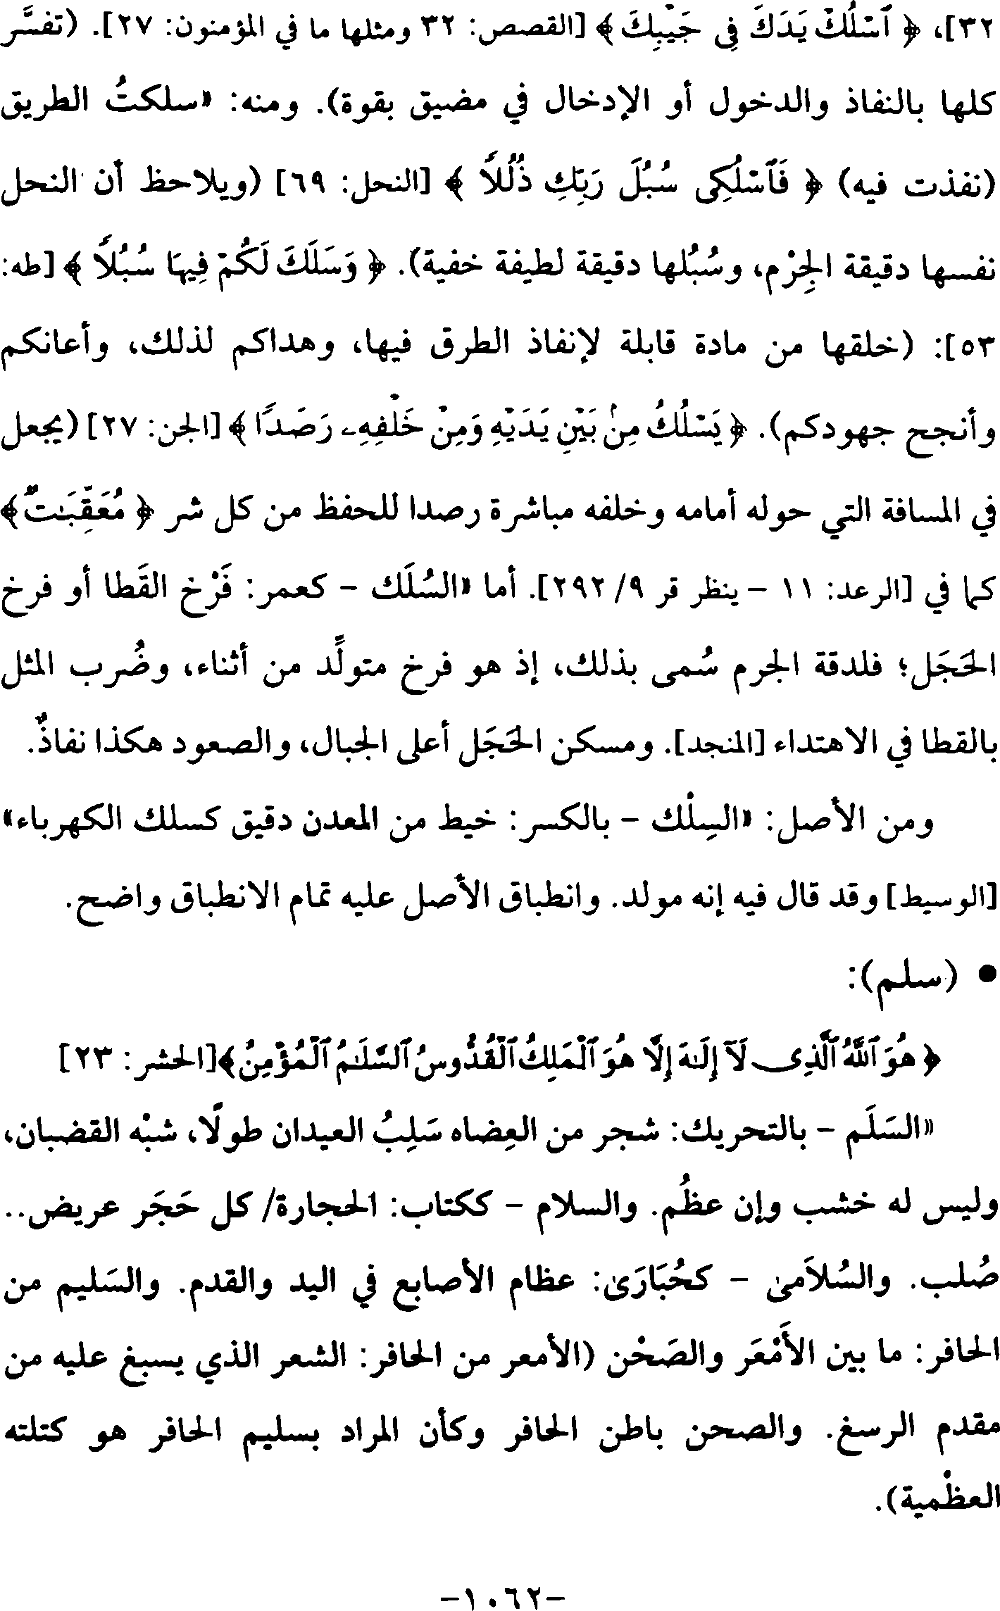 ٣٢]، ﴿ ٱسْلُكْ يَدَكَ فِى جَيْبِكَ ﴾ [القصص: ٣٢ ومثلها ما في المؤمنون: ٢٧]. (تفسَّر
كلها بالنفاذ والدخول أو الإدخال في مضيق بقوة). ومنه: «سلكتُ الطريق
(نفذت فيه) ﴿ فَٱسْلُكِى سُبُلَ رَبِّكِ ذُلُلًا ﴾ [النحل: ٦٩] (ويلاحظ أن النحل
نفسها دقيقة الجِرْم، وسُبُلها دقيقة لطيفة خفية). ﴿ وَسَلَكَ لَكُمْ فِيهَا سُبُلًا ﴾ [طه:
٥٣]: (خلقها من مادة قابلة لإنفاذ الطرق فيها، وهداكم لذلك، وأعانكم
وأنجح جهودكم). ﴿ يَسْلُكُ مِنۢ بَيْنِ يَدَيْهِ وَمِنْ خَلْفِهِۦ رَصَدًا ﴾ [الجن: ٢٧] (يجعل
في المسافة التي حوله أمامه وخلفه مباشرة رصدا للحفظ من كل شر ﴿ مُعَقِّبَـٰتٌ ﴾
كما في [الرعد: ١١ – ينظر قر ٩/ ٢٩٢]. أما «السُلَك – كعمر: فَرْخ القَطا أو فرخ
الحَجَل؛ فلدقة الجرم سُمى بذلك، إذ هو فرخ متولِّد من أثناء، وضُرب المثل
بالقطا في الاهتداء [المنجد]. ومسكن الحَجَل أعلى الجبال، والصعود هكذا نفاذٌ.
ومن الأصل: «السِلْك – بالكسر: خيط من المعدن دقيق كسلك الكهرباء»
[الوسيط] وقد قال فيه إنه مولد. وانطباق الأصل عليه تمام الانطباق واضح.
● (سلم):
﴿ هُوَ ٱللَّهُ ٱلَّذِى لَآ إِلَـٰهَ إِلَّا هُوَ ٱلْمَلِكُ ٱلْقُدُّوسُ ٱلسَّلَـٰمُ ٱلْمُؤْمِنُ ﴾ [الحشر: ٢٣]
«السَلَم – بالتحريك: شجر من العِضاه سَلِبُ العيدان طولًا، شبْه القضبان،
وليس له خشب وإن عظُم. والسلام – ككتاب: الحجارة/ كل حَجَر عريض..
صُلب. والسُلاَمىٰ – كحُبَارَىٰ: عظام الأصابع في اليد والقدم. والسَليم من
الحافر: ما بين الأَمْعَر والصَحْن (الأمعر من الحافر: الشعر الذي يسبغ عليه من
مقدم الرسغ. والصحن باطن الحافر وكأن المراد بسليم الحافر هو كتلته
العظْمية).
–١٠٦٢–